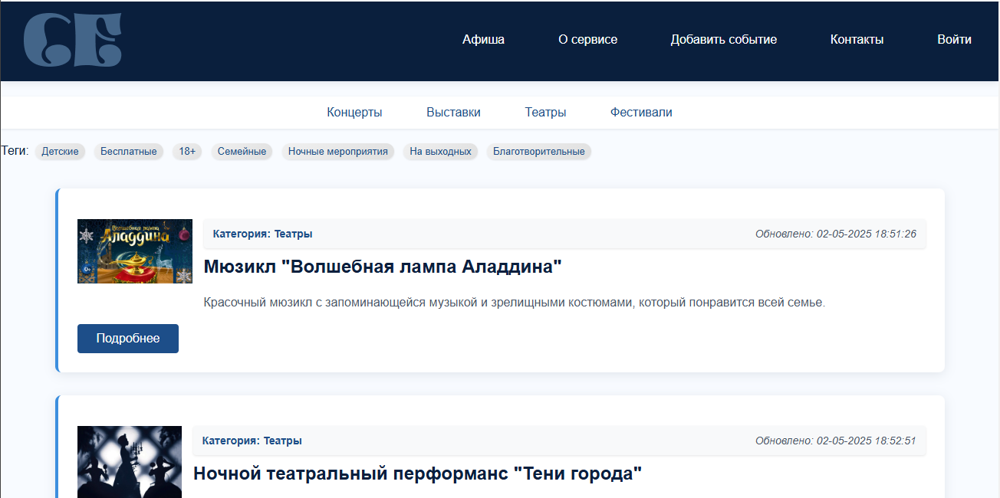 СБ
Афиша О сервисе Добавить событие Контакты Войти
Концерты Выставки Театры Фестивали
Теги: Детские Бесплатные 18+ Семейные Ночные мероприятия На выходных Благотворительные
Волшебная лампа
Аладдина
0+
Категория: Театры Обновлено: 02-05-2025 18:51:26
Мюзикл "Волшебная лампа Аладдина"
Красочный мюзикл с запоминающейся музыкой и зрелищными костюмами, который понравится всей семье.
Подробнее
Категория: Театры Обновлено: 02-05-2025 18:52:51
Ночной театральный перформанс "Тени города"